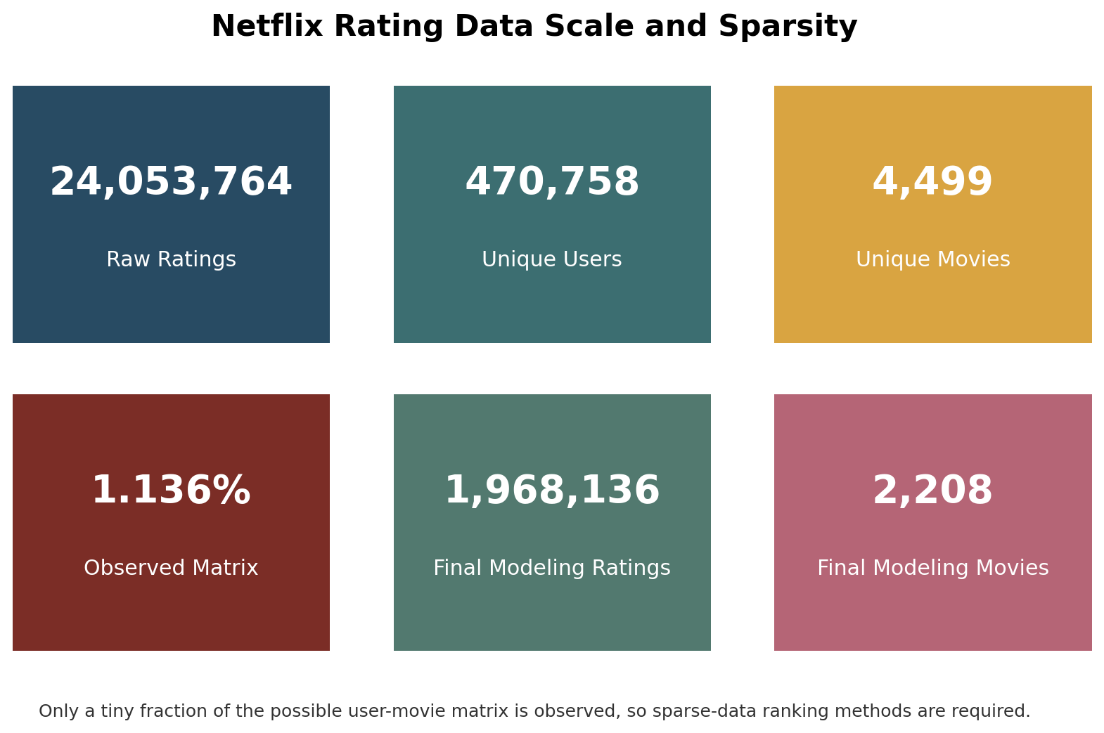 Netflix Rating Data Scale and Sparsity
24,053,764
Raw Ratings
470,758
Unique Users
4,499
Unique Movies
1.136%
Observed Matrix
1,968,136
Final Modeling Ratings
2,208
Final Modeling Movies
Only a tiny fraction of the possible user-movie matrix is observed, so sparse-data ranking methods are required.